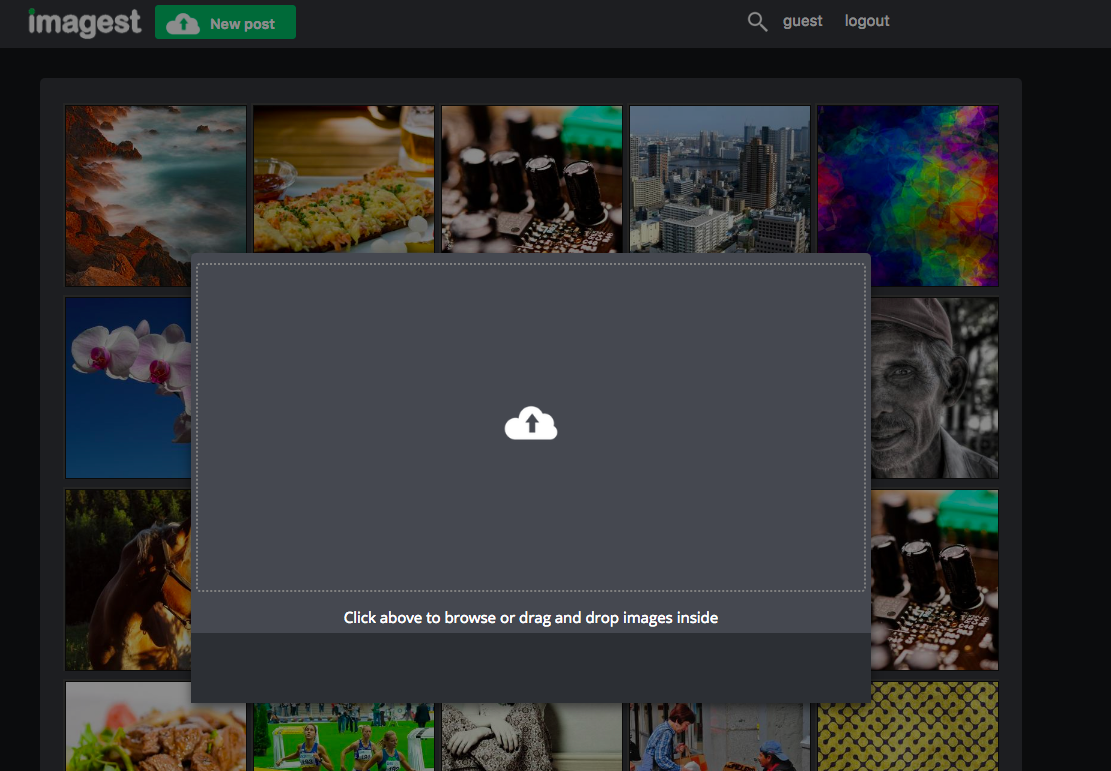 imagest
New post
guest
logout
Click above to browse or drag and drop images inside